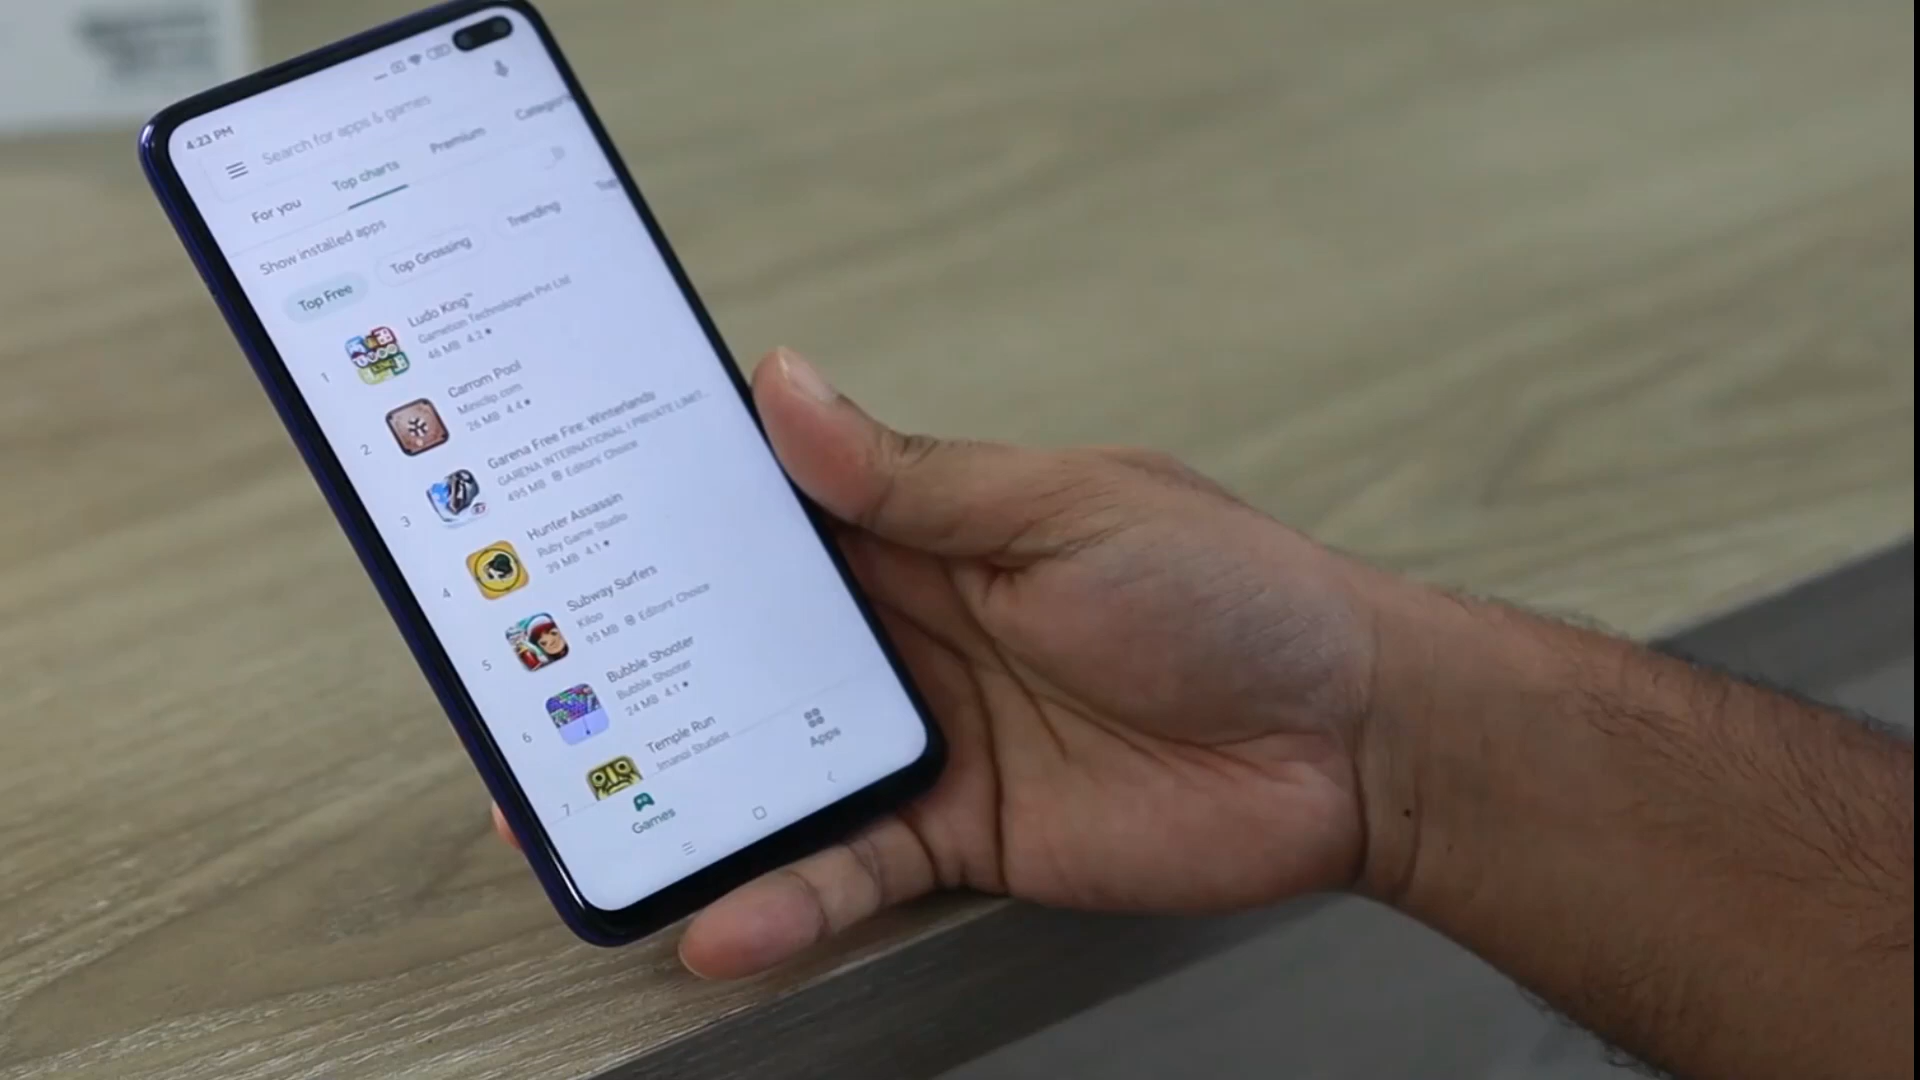 4:23 PM
Search for apps & games
For you
Top charts
Premium
Show installed apps
Top Free
Top Grossing
Trending
1
Ludo King™
Gametion Technologies Pvt Ltd
46 MB 4.2★
2
Carrom Pool
Miniclip.com
26 MB 4.4★
3
Garena Free Fire: Winterlands
GARENA INTERNATIONAL I PRIVATE LIMIT...
495 MB Editors' Choice
4
Hunter Assassin
Ruby Game Studio
39 MB 4.1★
5
Subway Surfers
Kiloo
95 MB Editors' Choice
6
Bubble Shooter
Bubble Shooter
24 MB 4.1★
7
Temple Run
Imangi Studios
Games
Apps